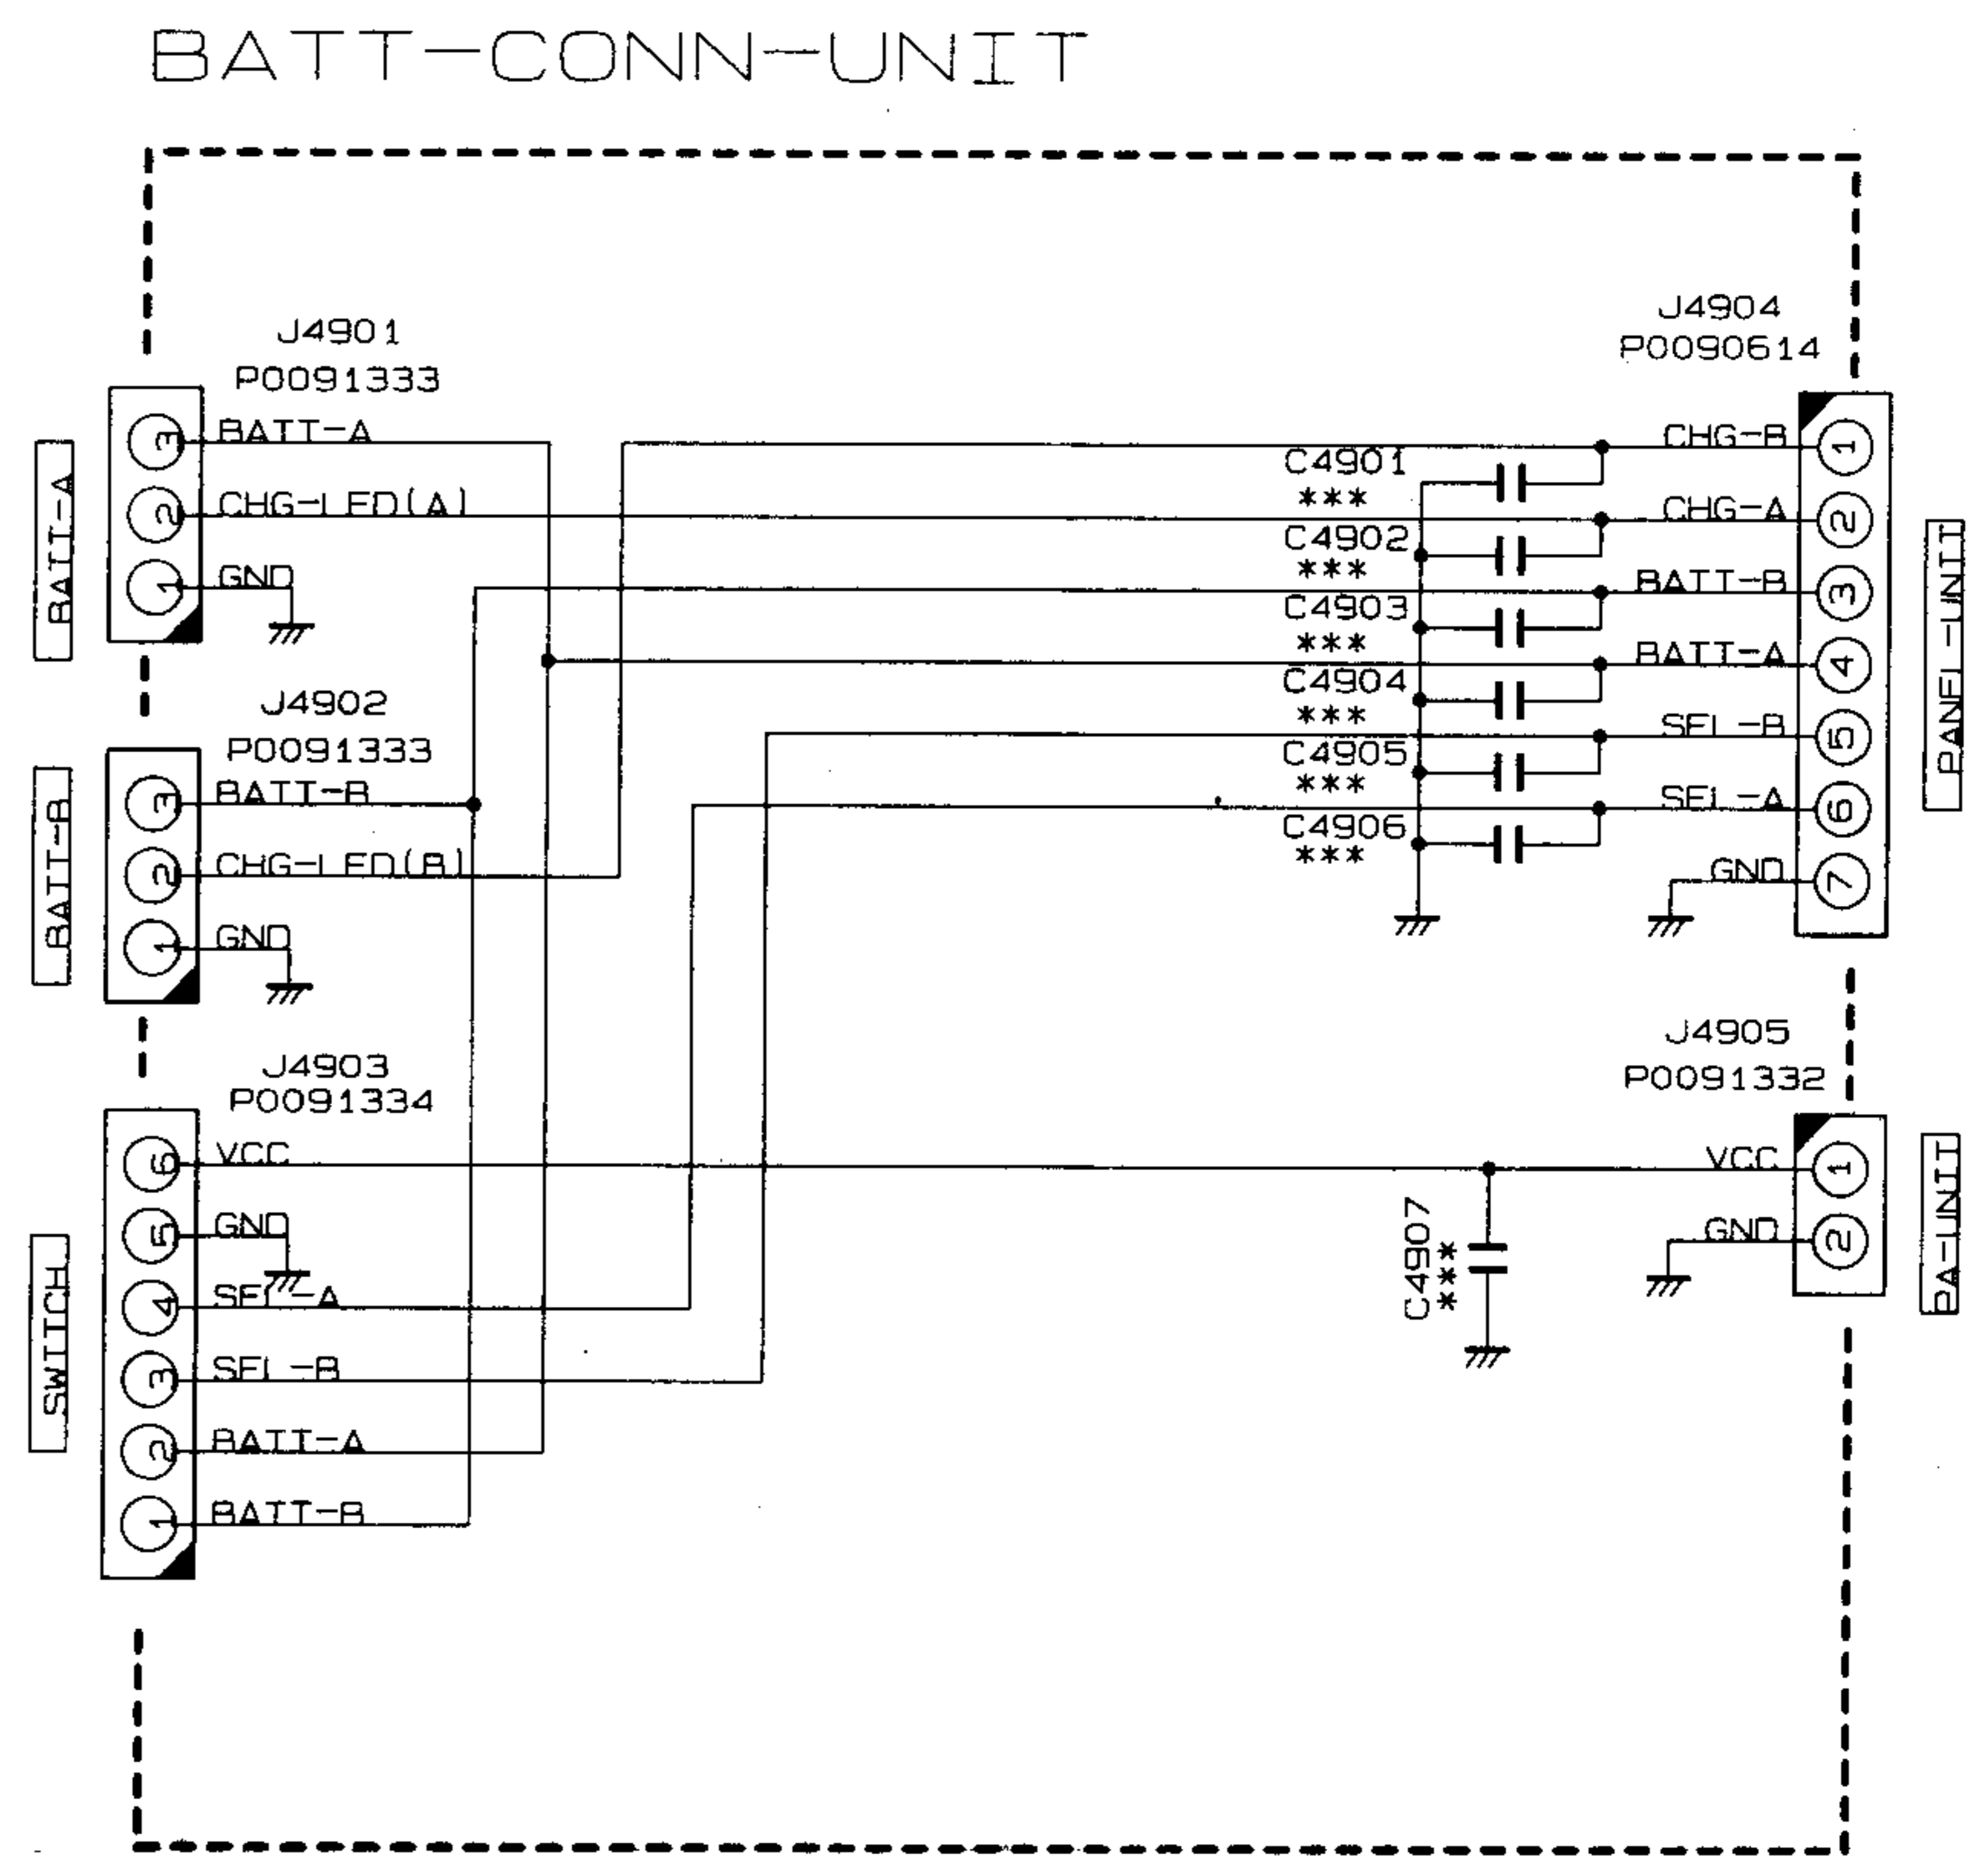 BATT-CONN-UNIT
J4901
P0091333
BATT-A
3 BATT-A
2 CHG-LED(A)
1 GND
J4902
P0091333
BATT-B
3 BATT-B
2 CHG-LED(B)
1 GND
J4903
P0091334
SWITCH
6 VCC
5 GND
4 SEL-A
3 SEL-B
2 BATT-A
1 BATT-B
C4901
***
C4902
***
C4903
***
C4904
***
C4905
***
C4906
***
J4904
P0090614
CHG-B 1
CHG-A 2
BATT-B 3
BATT-A 4
SEL-B 5
SEL-A 6
GND 7
PANEL-UNIT
C4907
***
J4905
P0091332
VCC 1
GND 2
PA-UNIT